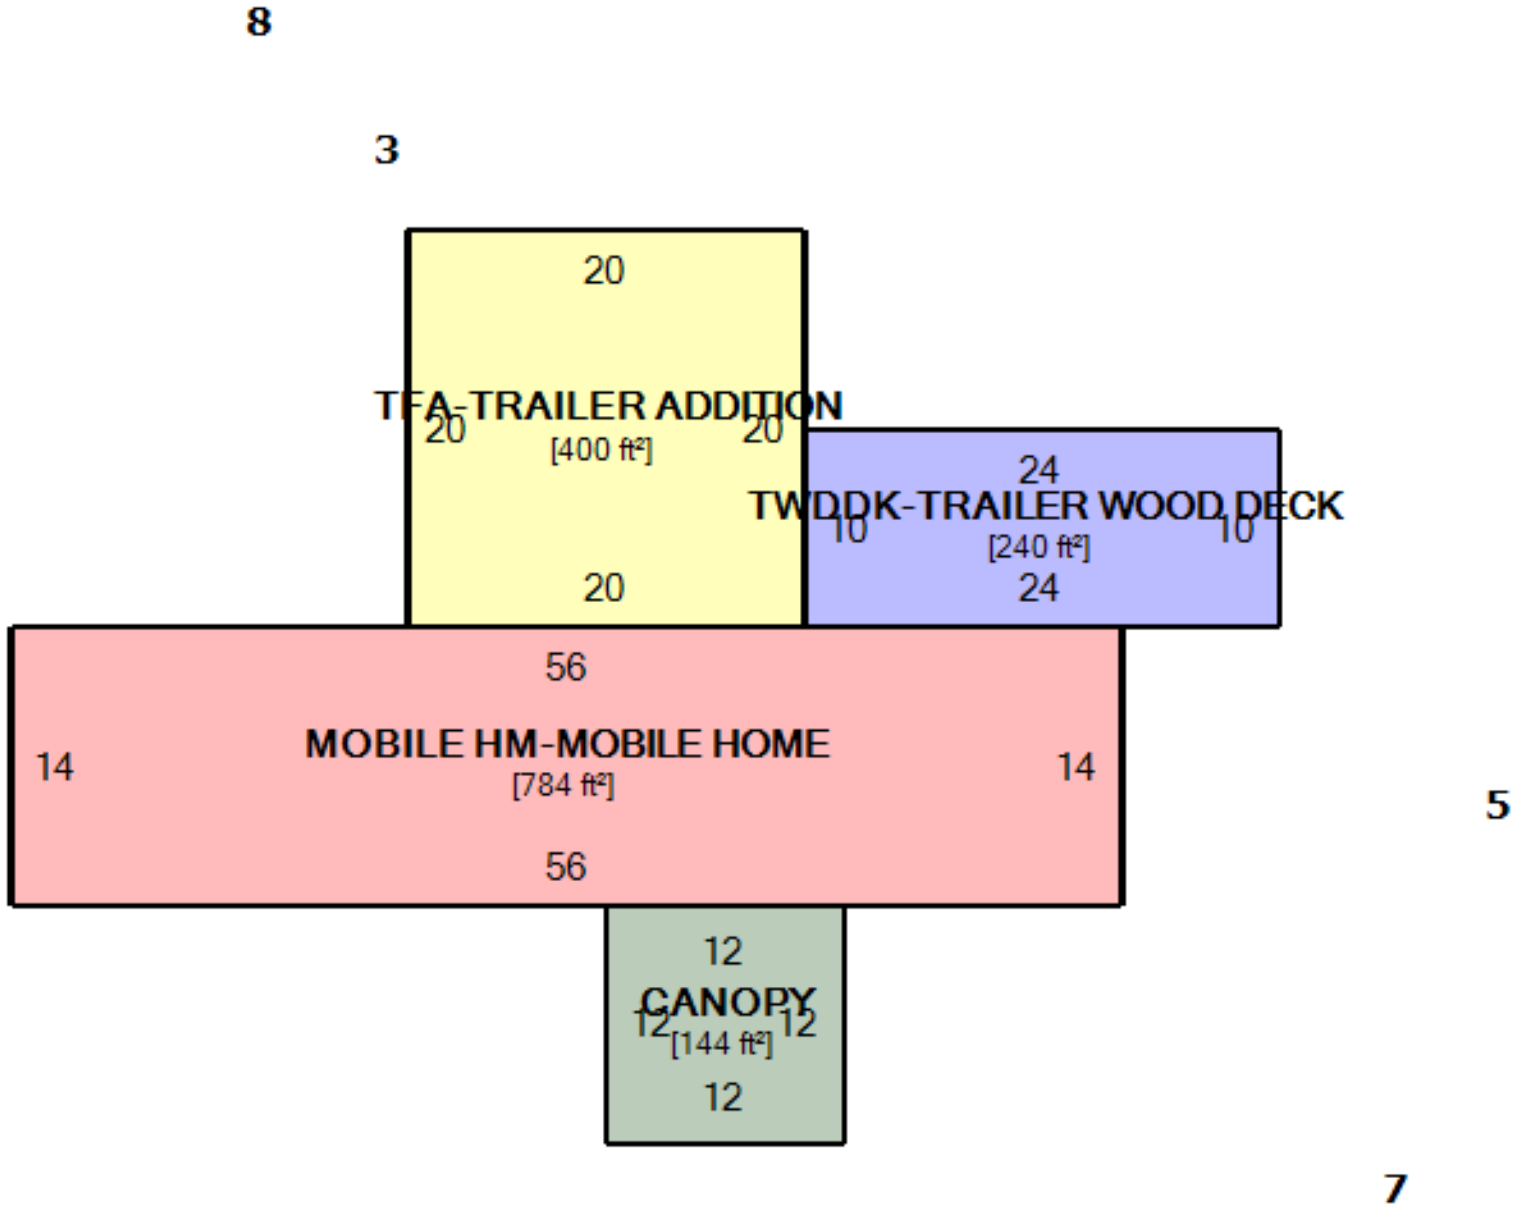 8
3
20
TFA-TRAILER ADDITION
20
20
[400 ft²]
20
24
TWDDK-TRAILER WOOD DECK
10
10
[240 ft²]
24
56
MOBILE HM-MOBILE HOME
14
14
[784 ft²]
56
5
12
CANOPY
12
12
[144 ft²]
12
7